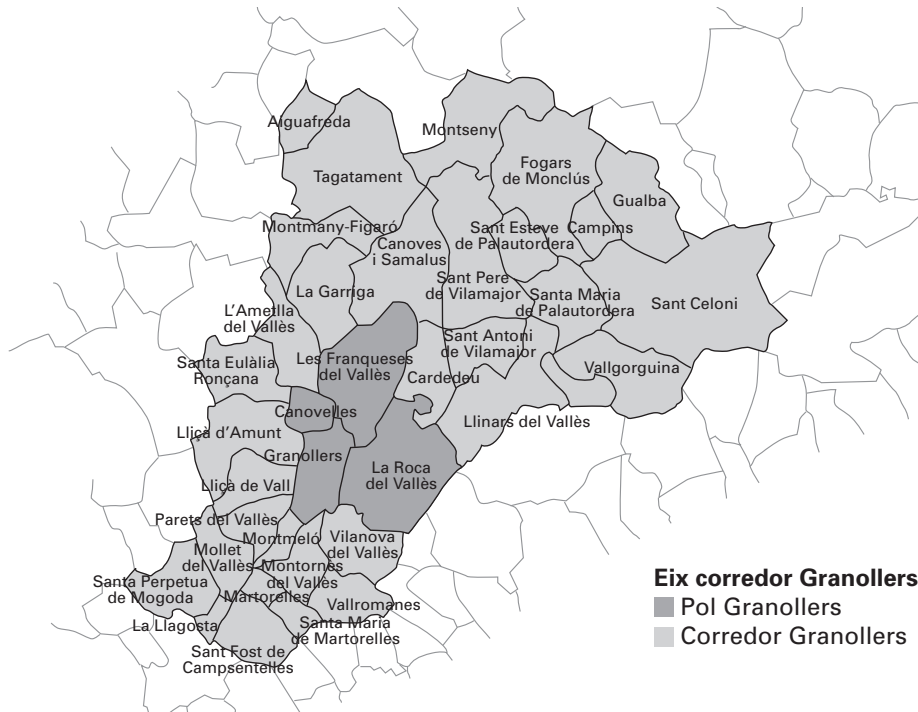 Aiguafreda
Montseny
Tagatament
Fogars
de Monclús
Gualba
Montmany-Figaró
Canoves
i Samalus
Sant Esteve
de Palautordera
Campins
La Garriga
Sant Pere
de Vilamajor
Santa Maria
de Palautordera
Sant Celoni
L'Ametlla
del Vallès
Sant Antoni
de Vilamajor
Santa Eulàlia
Ronçana
Les Franqueses
del Vallès
Cardedeu
Vallgorguina
Canovelles
Llinars del Vallès
Lliçà d'Amunt
Granollers
La Roca
del Vallès
Lliçà de Vall
Parets del Vallès
Montmeló
Vilanova
del Vallès
Mollet
del Vallès
Montornès
del Vallès
Santa Perpetua
de Mogoda
Martorelles
Vallromanes
La Llagosta
Santa Maria
de Martorelles
Sant Fost de
Campsentelles
Eix corredor Granollers
Pol Granollers
Corredor Granollers